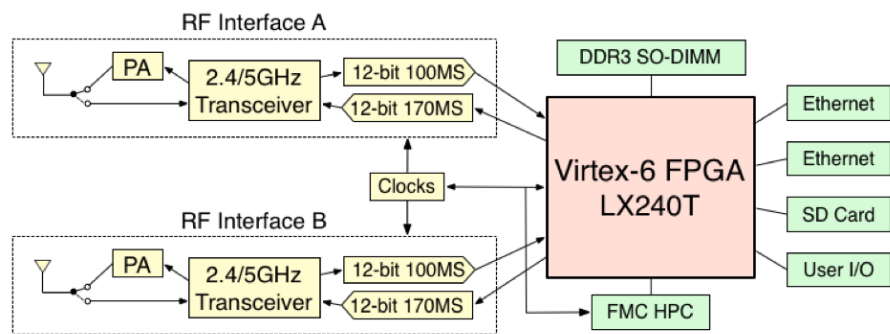 RF Interface A
PA
2.4/5GHz
Transceiver
12-bit 100MS
12-bit 170MS
DDR3 SO-DIMM
Virtex-6 FPGA
LX240T
Ethernet
Ethernet
SD Card
User I/O
Clocks
RF Interface B
PA
2.4/5GHz
Transceiver
12-bit 100MS
12-bit 170MS
FMC HPC